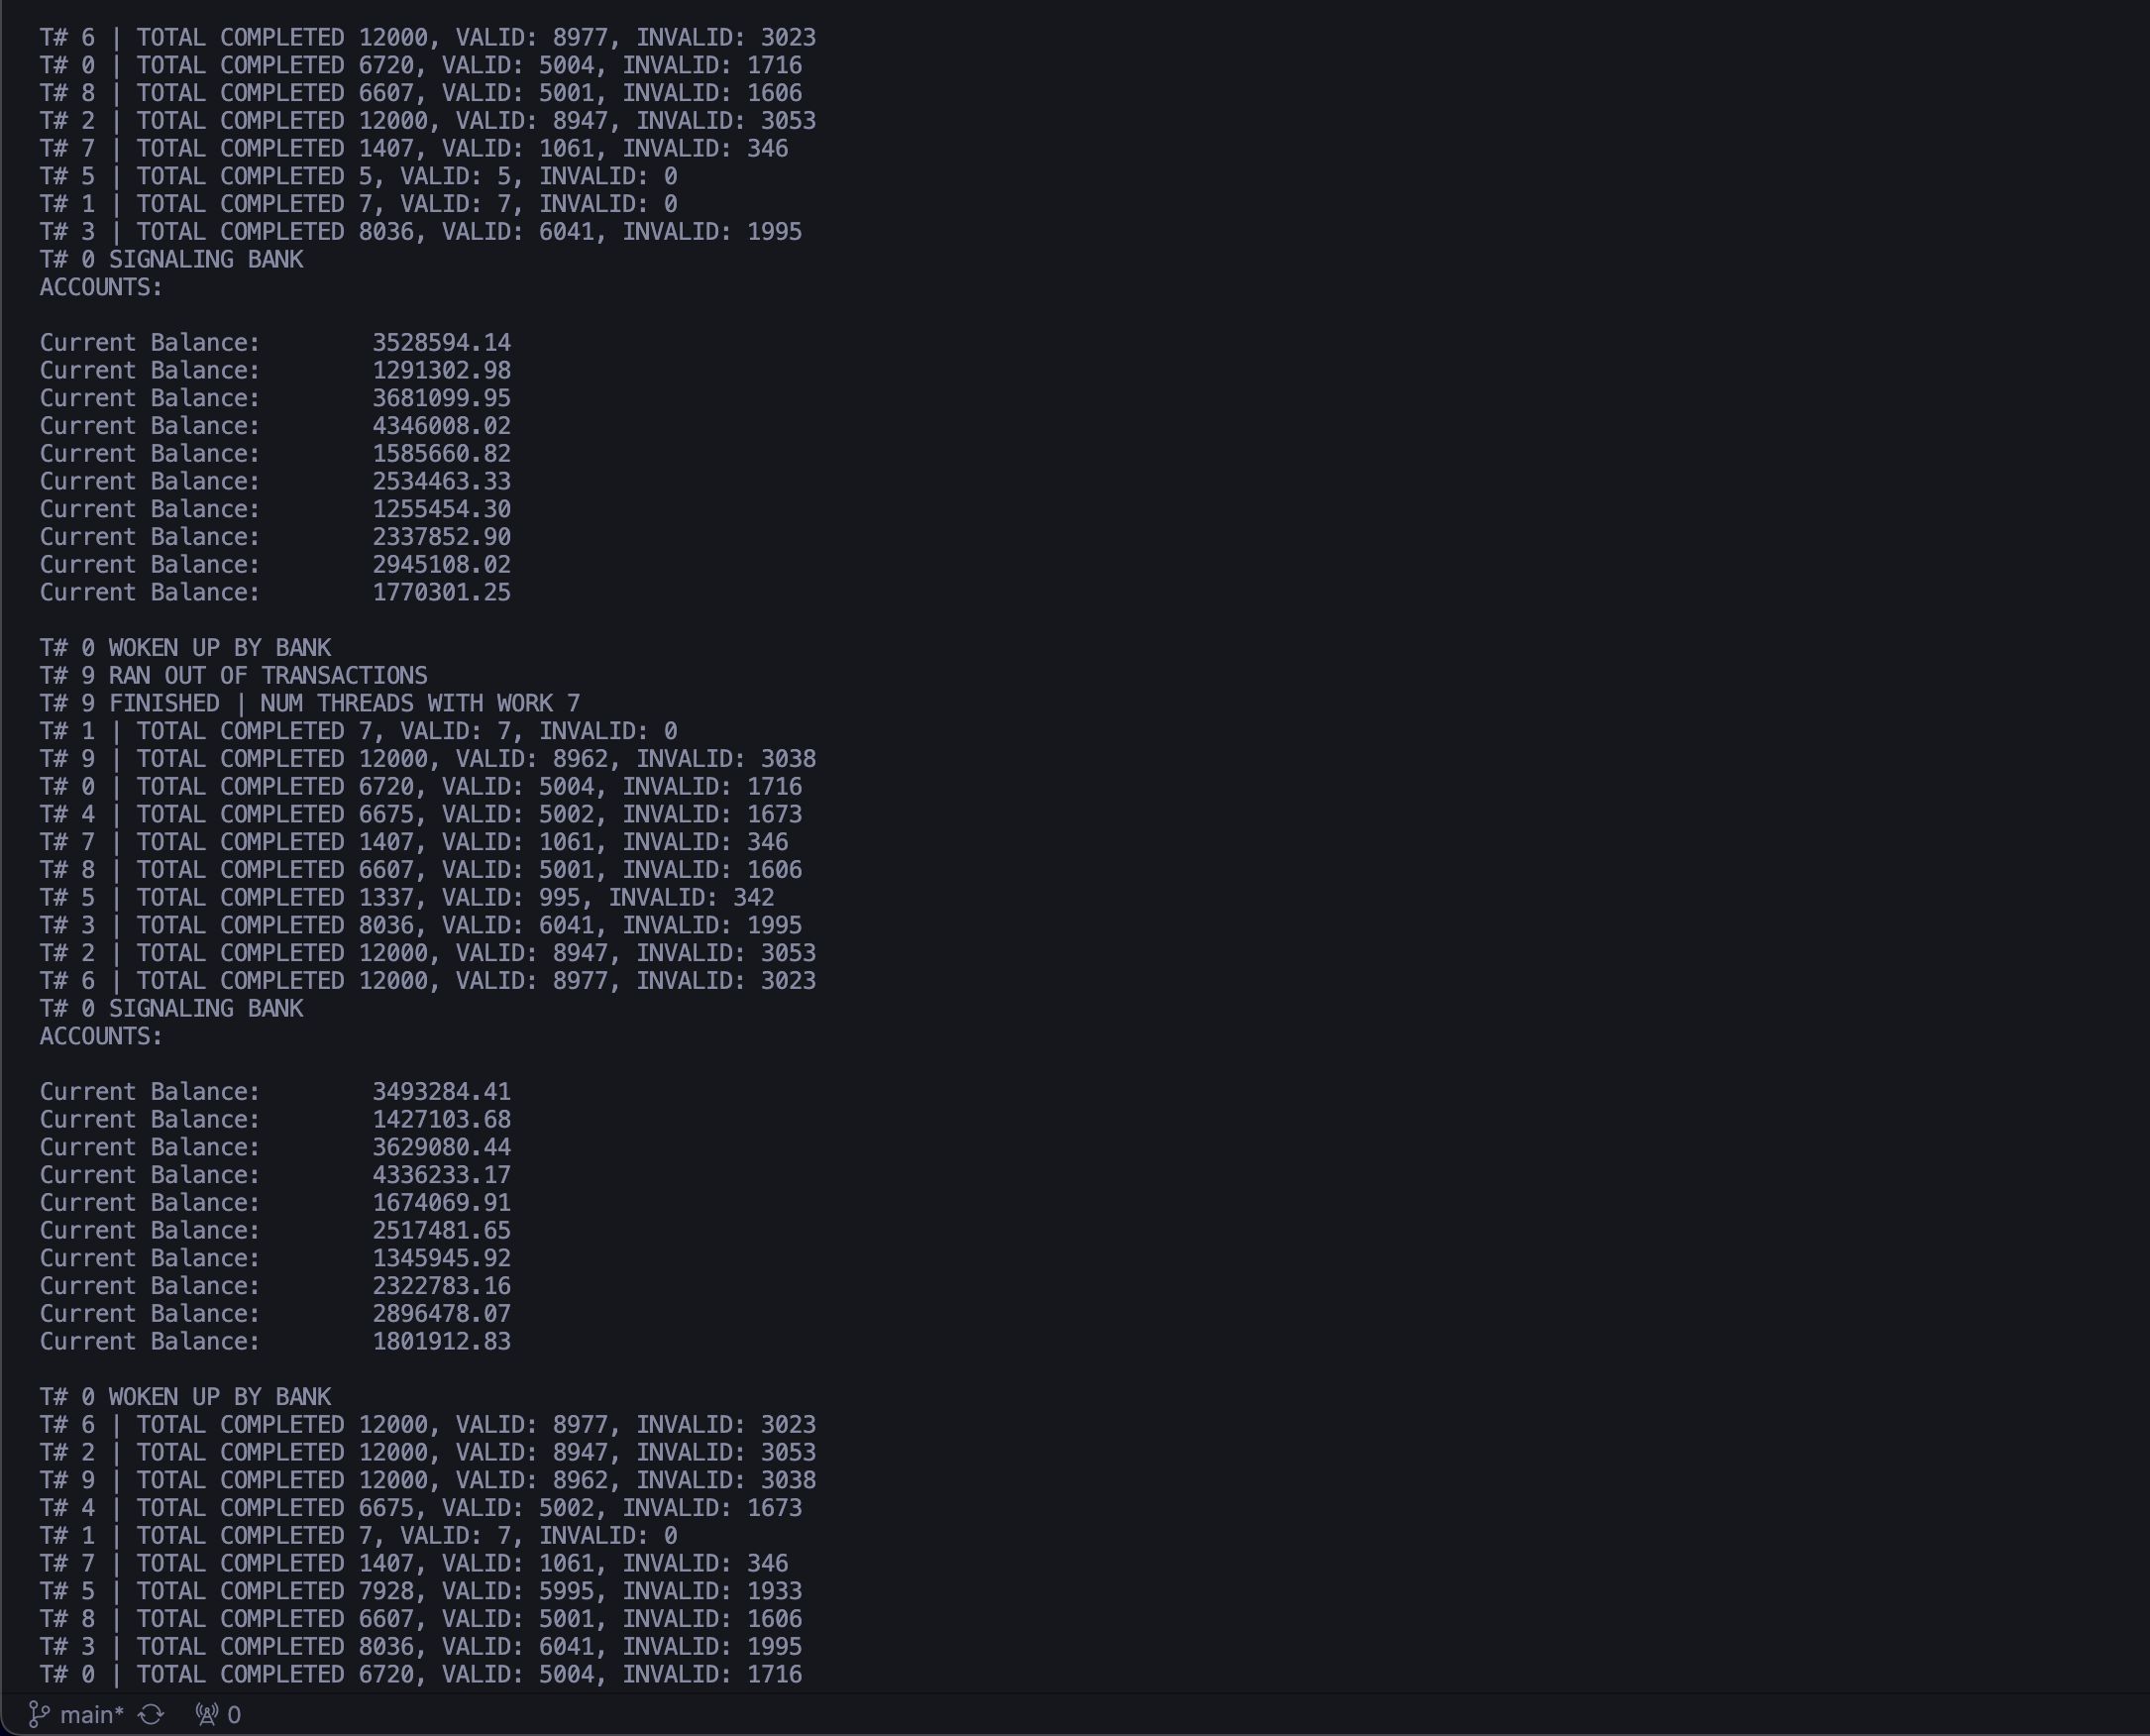 T# 6 | TOTAL COMPLETED 12000, VALID: 8977, INVALID: 3023
T# 0 | TOTAL COMPLETED 6720, VALID: 5004, INVALID: 1716
T# 8 | TOTAL COMPLETED 6607, VALID: 5001, INVALID: 1606
T# 2 | TOTAL COMPLETED 12000, VALID: 8947, INVALID: 3053
T# 7 | TOTAL COMPLETED 1407, VALID: 1061, INVALID: 346
T# 5 | TOTAL COMPLETED 5, VALID: 5, INVALID: 0
T# 1 | TOTAL COMPLETED 7, VALID: 7, INVALID: 0
T# 3 | TOTAL COMPLETED 8036, VALID: 6041, INVALID: 1995
T# 0 SIGNALING BANK
ACCOUNTS:
Current Balance: 3528594.14
Current Balance: 1291302.98
Current Balance: 3681099.95
Current Balance: 4346008.02
Current Balance: 1585660.82
Current Balance: 2534463.33
Current Balance: 1255454.30
Current Balance: 2337852.90
Current Balance: 2945108.02
Current Balance: 1770301.25
T# 0 WOKEN UP BY BANK
T# 9 RAN OUT OF TRANSACTIONS
T# 9 FINISHED | NUM THREADS WITH WORK 7
T# 1 | TOTAL COMPLETED 7, VALID: 7, INVALID: 0
T# 9 | TOTAL COMPLETED 12000, VALID: 8962, INVALID: 3038
T# 0 | TOTAL COMPLETED 6720, VALID: 5004, INVALID: 1716
T# 4 | TOTAL COMPLETED 6675, VALID: 5002, INVALID: 1673
T# 7 | TOTAL COMPLETED 1407, VALID: 1061, INVALID: 346
T# 8 | TOTAL COMPLETED 6607, VALID: 5001, INVALID: 1606
T# 5 | TOTAL COMPLETED 1337, VALID: 995, INVALID: 342
T# 3 | TOTAL COMPLETED 8036, VALID: 6041, INVALID: 1995
T# 2 | TOTAL COMPLETED 12000, VALID: 8947, INVALID: 3053
T# 6 | TOTAL COMPLETED 12000, VALID: 8977, INVALID: 3023
T# 0 SIGNALING BANK
ACCOUNTS:
Current Balance: 3493284.41
Current Balance: 1427103.68
Current Balance: 3629080.44
Current Balance: 4336233.17
Current Balance: 1674069.91
Current Balance: 2517481.65
Current Balance: 1345945.92
Current Balance: 2322783.16
Current Balance: 2896478.07
Current Balance: 1801912.83
T# 0 WOKEN UP BY BANK
T# 6 | TOTAL COMPLETED 12000, VALID: 8977, INVALID: 3023
T# 2 | TOTAL COMPLETED 12000, VALID: 8947, INVALID: 3053
T# 9 | TOTAL COMPLETED 12000, VALID: 8962, INVALID: 3038
T# 4 | TOTAL COMPLETED 6675, VALID: 5002, INVALID: 1673
T# 1 | TOTAL COMPLETED 7, VALID: 7, INVALID: 0
T# 7 | TOTAL COMPLETED 1407, VALID: 1061, INVALID: 346
T# 5 | TOTAL COMPLETED 7928, VALID: 5995, INVALID: 1933
T# 8 | TOTAL COMPLETED 6607, VALID: 5001, INVALID: 1606
T# 3 | TOTAL COMPLETED 8036, VALID: 6041, INVALID: 1995
T# 0 | TOTAL COMPLETED 6720, VALID: 5004, INVALID: 1716
main* 0